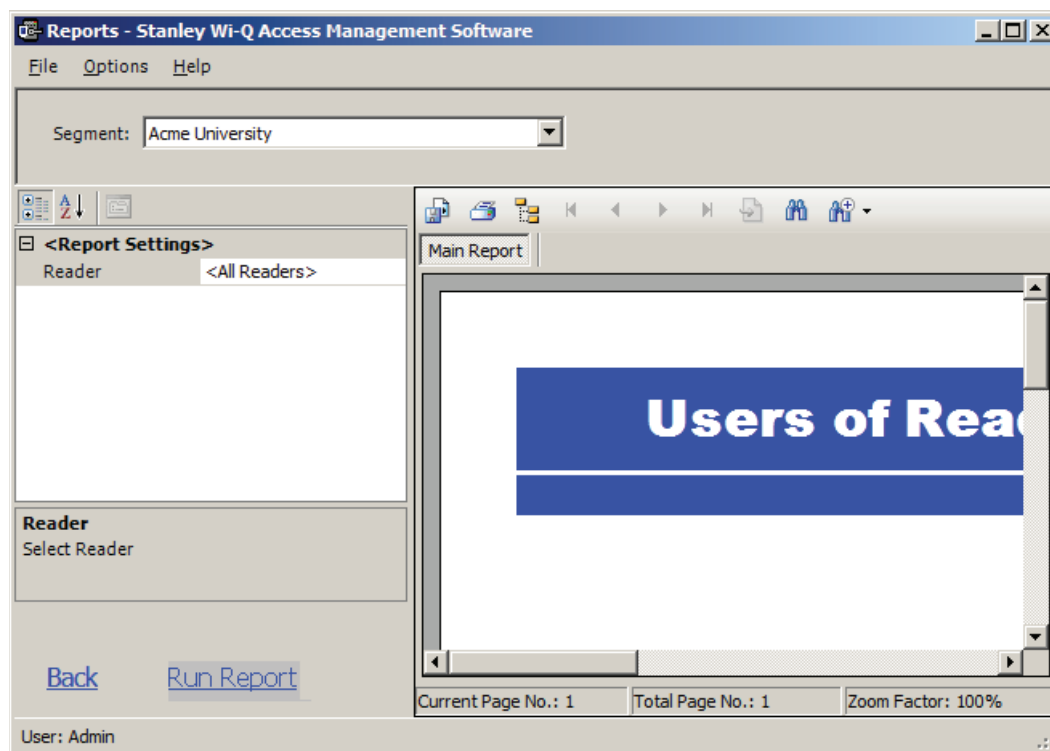 Reports - Stanley Wi-Q Access Management Software
File Options Help
Segment: Acme University
<Report Settings>
Reader <All Readers>
Reader
Select Reader
Back Run Report
Main Report
Users of Rea
Current Page No.: 1 Total Page No.: 1 Zoom Factor: 100%
User: Admin